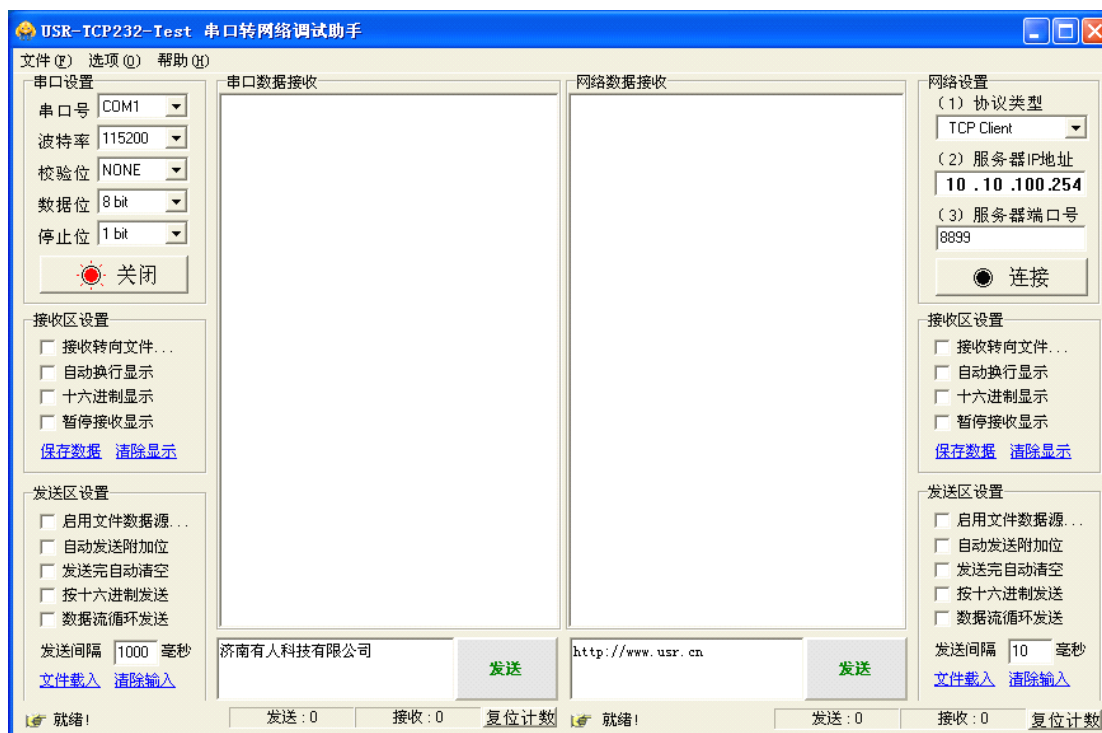 USR-TCP232-Test 串口转网络调试助手
文件(F) 选项(O) 帮助(H)
串口设置
串口号 COM1
波特率 115200
校验位 NONE
数据位 8 bit
停止位 1 bit
关闭
接收区设置
接收转向文件...
自动换行显示
十六进制显示
暂停接收显示
保存数据 清除显示
发送区设置
启用文件数据源...
自动发送附加位
发送完自动清空
按十六进制发送
数据流循环发送
发送间隔 1000 毫秒
文件载入 清除输入
串口数据接收
济南有人科技有限公司
发送
网络数据接收
http://www.usr.cn
发送
网络设置
(1) 协议类型
TCP Client
(2) 服务器IP地址
10 .10 .100.254
(3) 服务器端口号
8899
连接
接收区设置
接收转向文件...
自动换行显示
十六进制显示
暂停接收显示
保存数据 清除显示
发送区设置
启用文件数据源...
自动发送附加位
发送完自动清空
按十六进制发送
数据流循环发送
发送间隔 10 毫秒
文件载入 清除输入
就绪! 发送:0 接收:0 复位计数
就绪! 发送:0 接收:0 复位计数